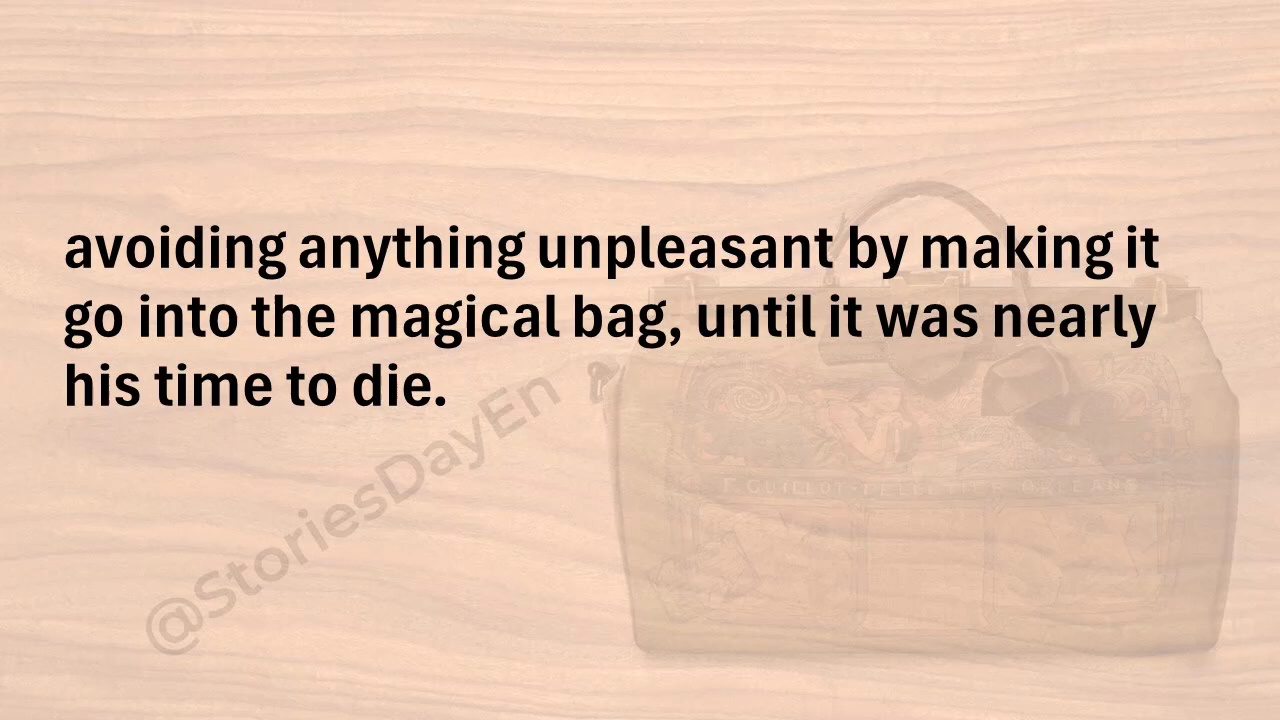 avoiding anything unpleasant by making it
go into the magical bag, until it was nearly
his time to die.
@StoriesDayEn